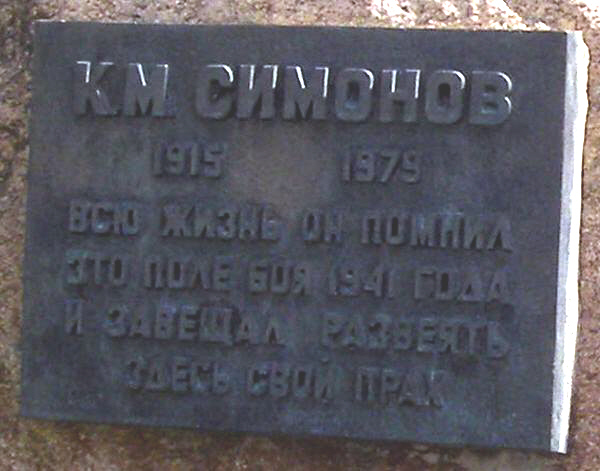 К.М. СИМОНОВ
1915 1979
ВСЮ ЖИЗНЬ ОН ПОМНИЛ
ЭТО ПОЛЕ БОЯ 1941 ГОДА
И ЗАВЕЩАЛ РАЗВЕЯТЬ
ЗДЕСЬ СВОЙ ПРАХ